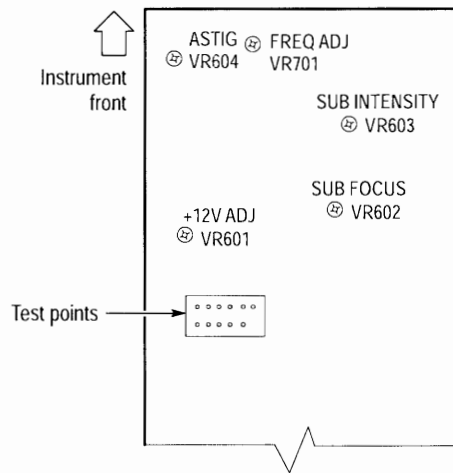 ASTIG
VR604
FREQ ADJ
VR701
Instrument
front
SUB INTENSITY
VR603
SUB FOCUS
VR602
+12V ADJ
VR601
Test points